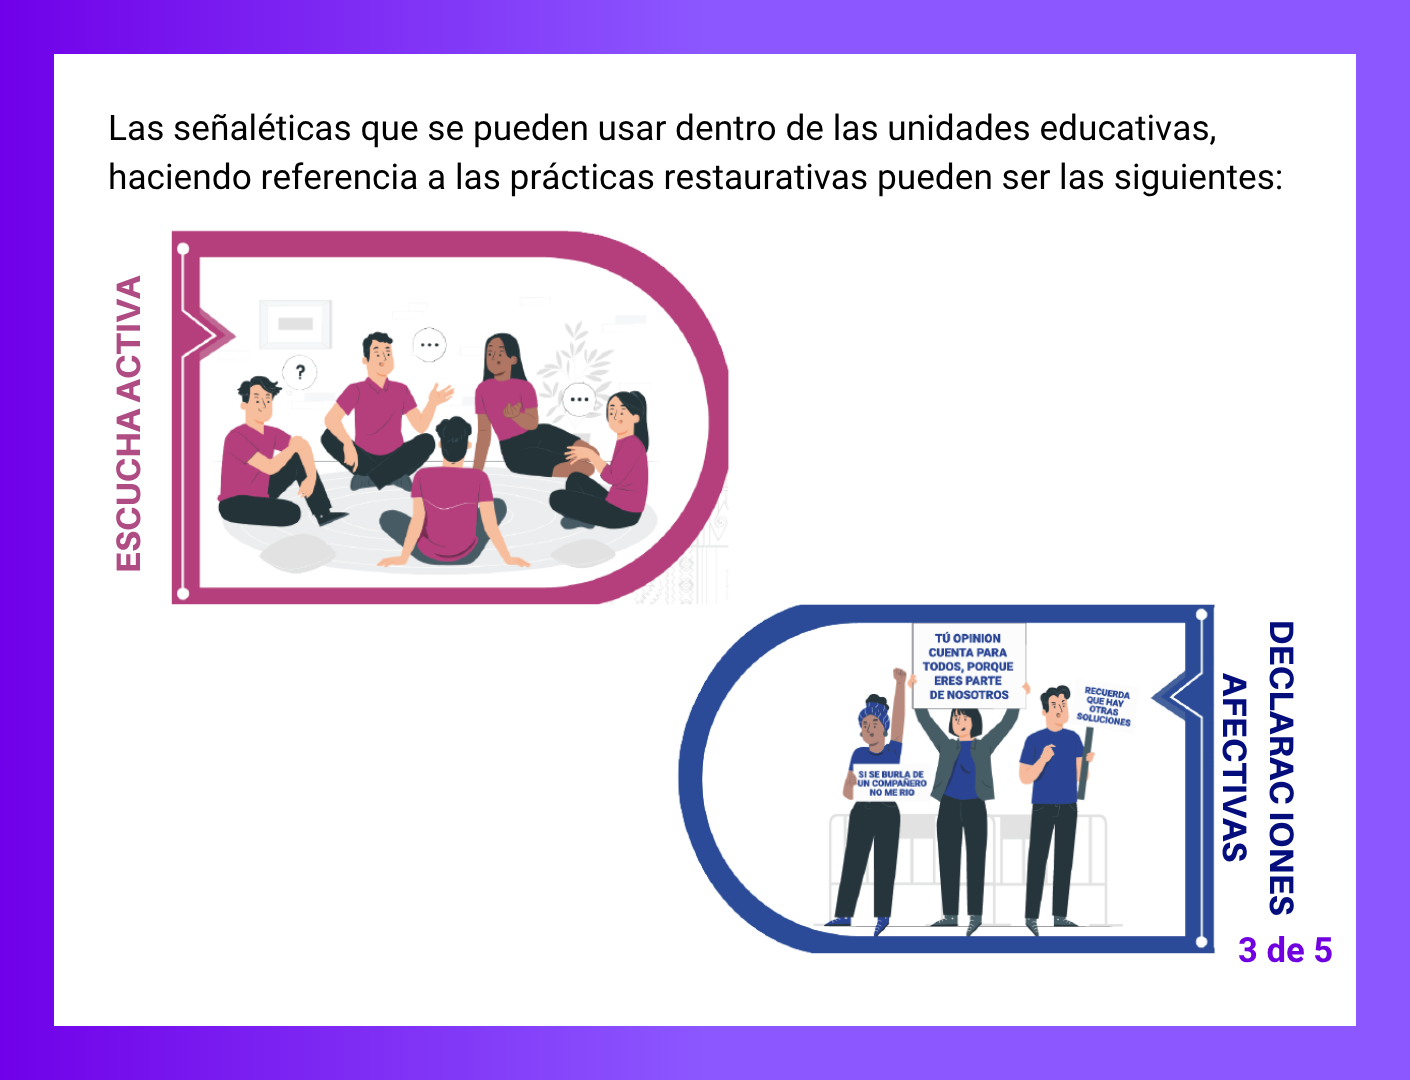 Las señaléticas que se pueden usar dentro de las unidades educativas,
haciendo referencia a las prácticas restaurativas pueden ser las siguientes:
ESCUCHA ACTIVA
?
...
...
TÚ OPINION
CUENTA PARA
TODOS, PORQUE
ERES PARTE
DE NOSOTROS
RECUERDA
QUE HAY
OTRAS
SOLUCIONES
SI SE BURLA DE
UN COMPAÑERO
NO ME RIO
DECLARAC IONES
AFECTIVAS
3 de 5